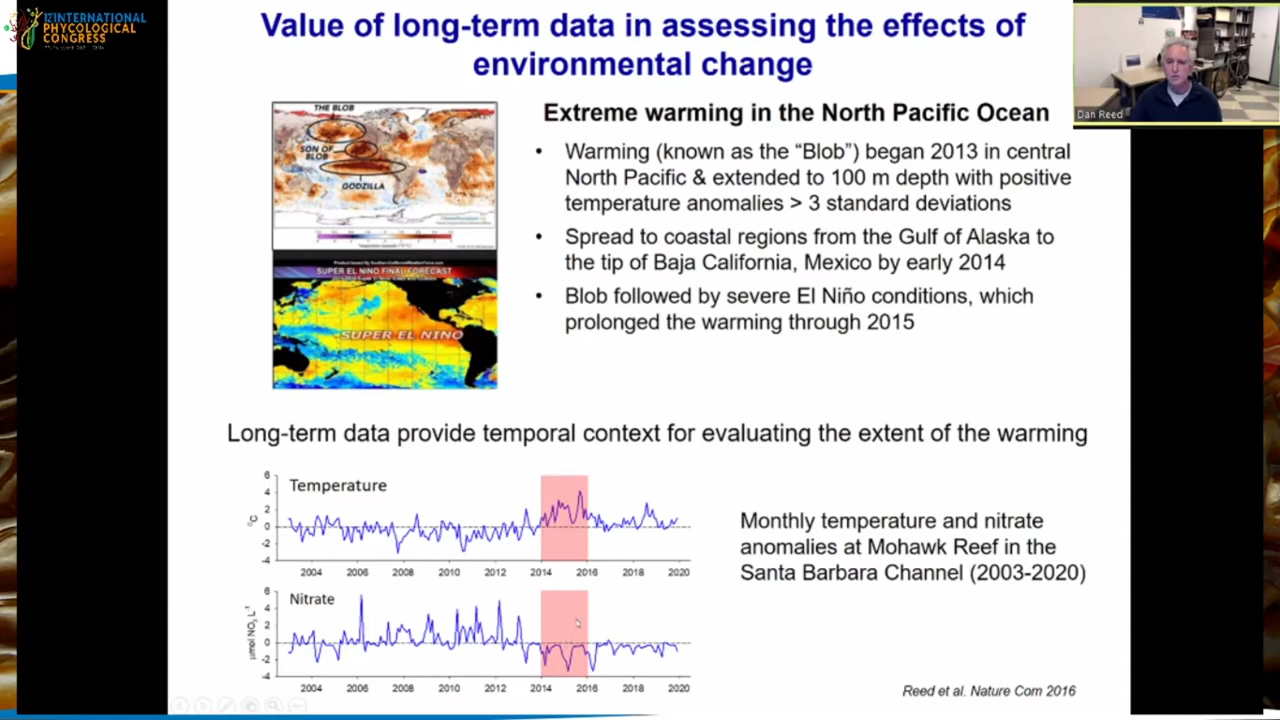 12th INTERNATIONAL
PHYCOLOGICAL
CONGRESS
Value of long-term data in assessing the effects of
environmental change
Dan Reed
THE BLOB
SON OF
BLOB
GODZILLA
SUPER EL NINO FINAL FORECAST
SUPER EL NINO
Extreme warming in the North Pacific Ocean
• Warming (known as the “Blob”) began 2013 in central
North Pacific & extended to 100 m depth with positive
temperature anomalies > 3 standard deviations
• Spread to coastal regions from the Gulf of Alaska to
the tip of Baja California, Mexico by early 2014
• Blob followed by severe El Niño conditions, which
prolonged the warming through 2015
Long-term data provide temporal context for evaluating the extent of the warming
Temperature
°C
6
4
2
0
-2
-4
2004 2006 2008 2010 2012 2014 2016 2018 2020
Nitrate
µmol NO3 L-1
6
4
2
0
-2
-4
2004 2006 2008 2010 2012 2014 2016 2018 2020
Monthly temperature and nitrate
anomalies at Mohawk Reef in the
Santa Barbara Channel (2003-2020)
Reed et al. Nature Com 2016